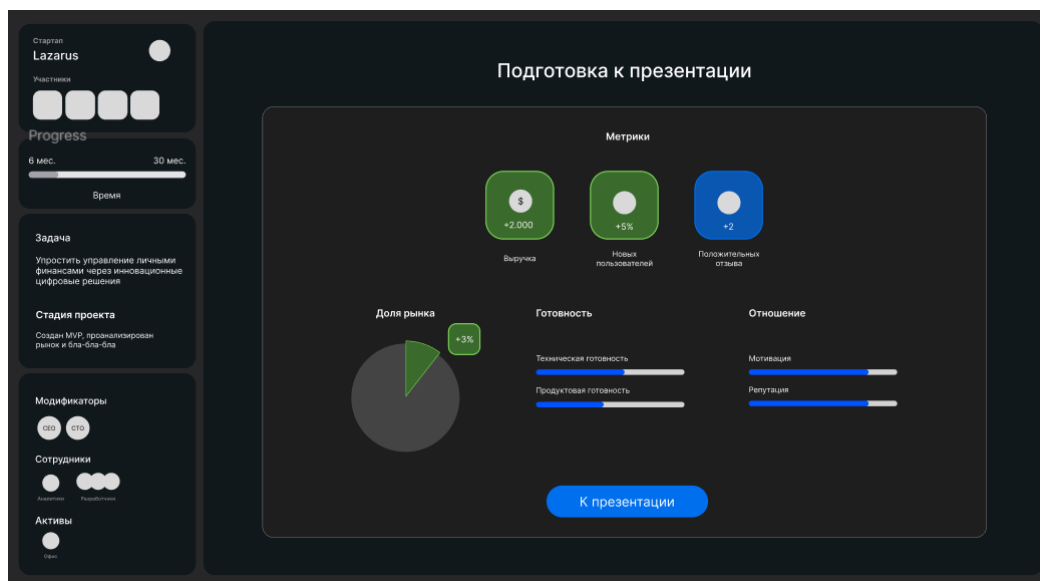 Стартап
Lazarus
Участники
Progress
6 мес.
30 мес.
Время
Задача
Упростить управление личными
финансами через инновационные
цифровые решения
Стадия проекта
Создан MVP, проанализирован
рынок и бла-бла-бла
Модификаторы
CEO
CTO
Сотрудники
Аналитики
Разработчики
Активы
Офис
Подготовка к презентации
Метрики
$
+2.000
+5%
+2
Выручка
Новых
пользователей
Положительных
отзыва
Доля рынка
+3%
Готовность
Техническая готовность
Продуктовая готовность
Отношение
Мотивация
Репутация
К презентации